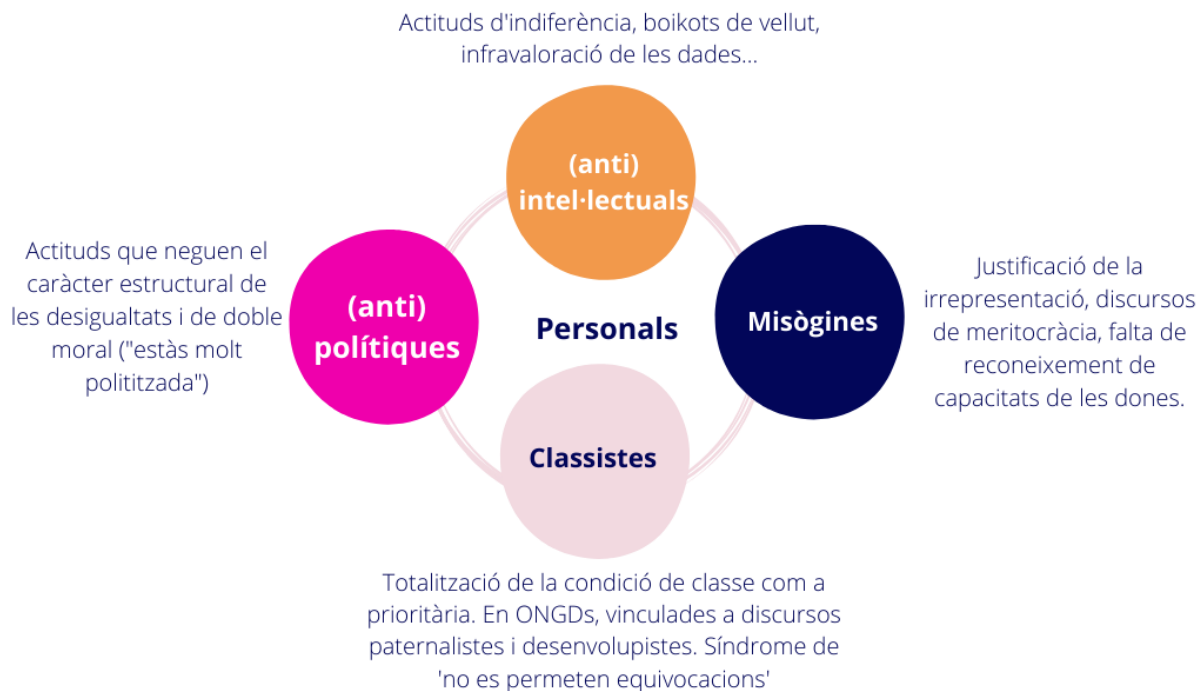 Actituds d'indiferència, boikots de vellut,
infravaloració de les dades...
(anti)
intel·lectuals
Actituds que neguen el
caràcter estructural de
les desigualtats i de doble
moral ("estàs molt
polititzada")
(anti)
polítiques
Personals
Misògines
Justificació de la
irrepresentació, discursos
de meritocràcia, falta de
reconeixement de
capacitats de les dones.
Classistes
Totalització de la condició de classe com a
prioritària. En ONGDs, vinculades a discursos
paternalistes i desenvolupistes. Síndrome de
'no es permeten equivocacions'